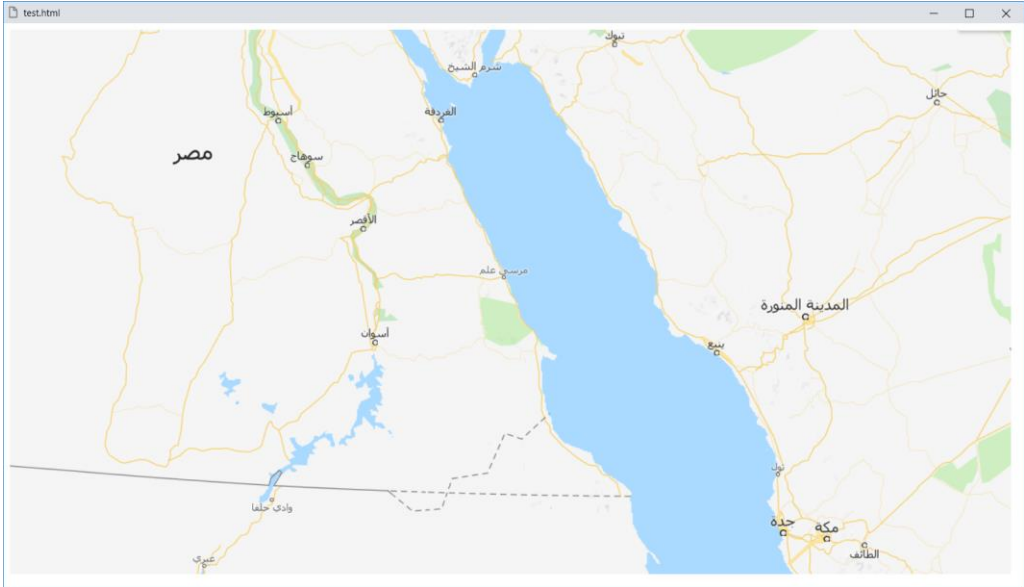 test.html
تبوك
شرم الشيخ
حائل
أسيوط
الغردقة
مصر
سوهاج
الأقصر
مرسى علم
المدينة المنورة
أسوان
ينبع
ثول
وادي حلفا
جدة
مكة
الطائف
عبري